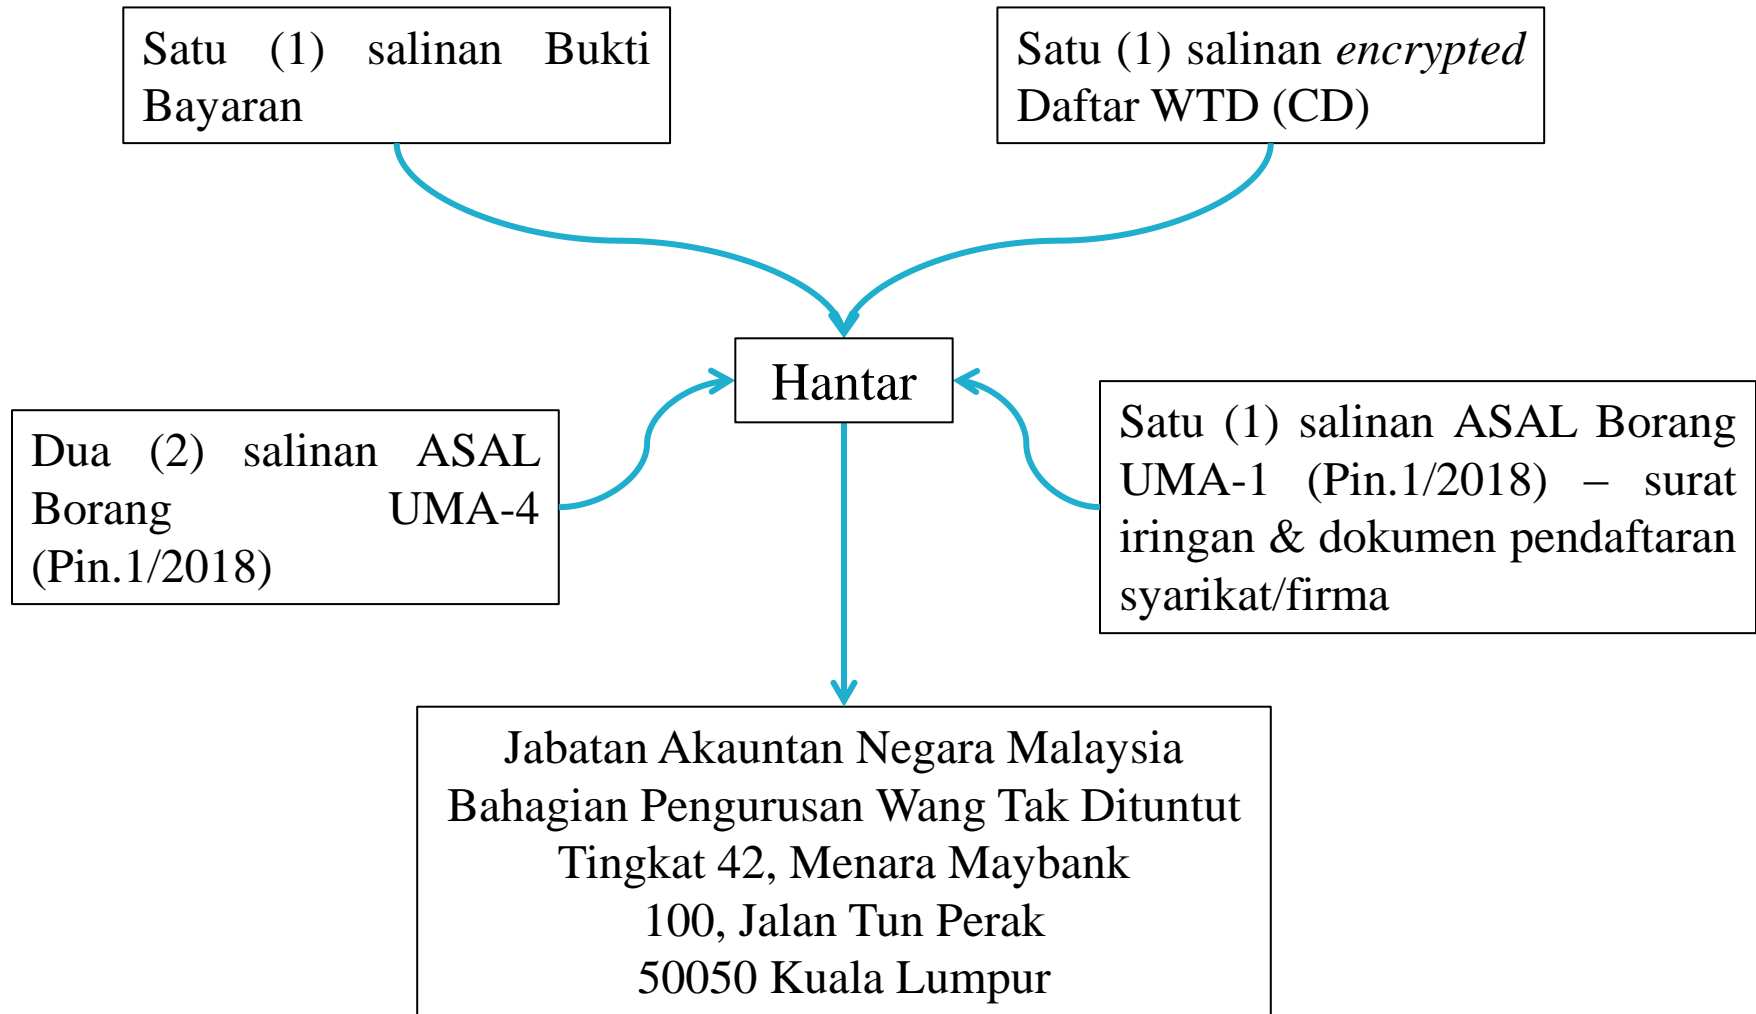 Satu (1) salinan Bukti
Bayaran
Satu (1) salinan encrypted
Daftar WTD (CD)
Hantar
Dua (2) salinan ASAL
Borang UMA-4
(Pin.1/2018)
Satu (1) salinan ASAL Borang
UMA-1 (Pin.1/2018) – surat
iringan & dokumen pendaftaran
syarikat/firma
Jabatan Akauntan Negara Malaysia
Bahagian Pengurusan Wang Tak Dituntut
Tingkat 42, Menara Maybank
100, Jalan Tun Perak
50050 Kuala Lumpur